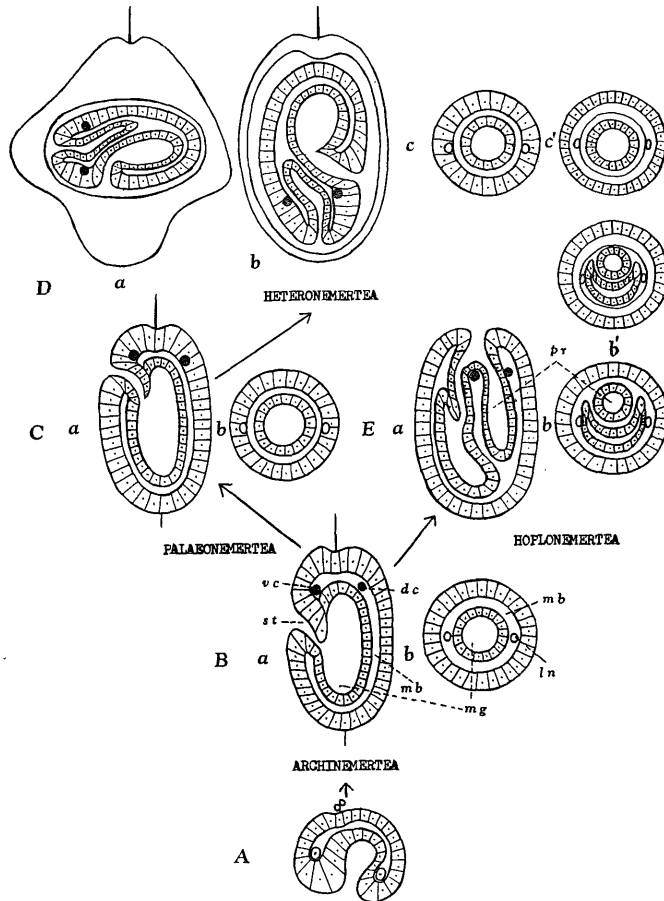 c
c'
D
a
b
HETERONEMERTEA
b'
pr
C
a
b
E
a
b
PALAEONEMERTEA
HOPLONEMERTEA
vc
dc
st
mb
B
a
b
mb
ln
mg
ARCHINEMERTEA
A